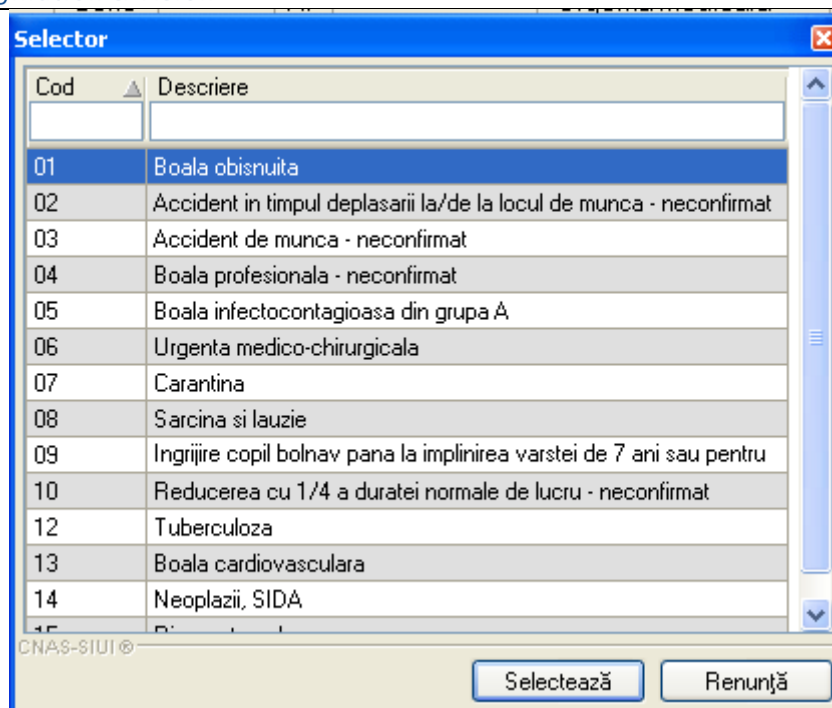 Selector
Cod Descriere
01 Boala obisnuita
02 Accident in timpul deplasarii la/de la locul de munca - neconfirmat
03 Accident de munca - neconfirmat
04 Boala profesionala - neconfirmat
05 Boala infectocontagioasa din grupa A
06 Urgenta medico-chirurgicala
07 Carantina
08 Sarcina si lauzie
09 Ingrijire copil bolnav pana la implinirea varstei de 7 ani sau pentru
10 Reducerea cu 1/4 a duratei normale de lucru - neconfirmat
12 Tuberculoza
13 Boala cardiovasculara
14 Neoplazii, SIDA
15
CNAS-SIUI®
Selectează Renunţă